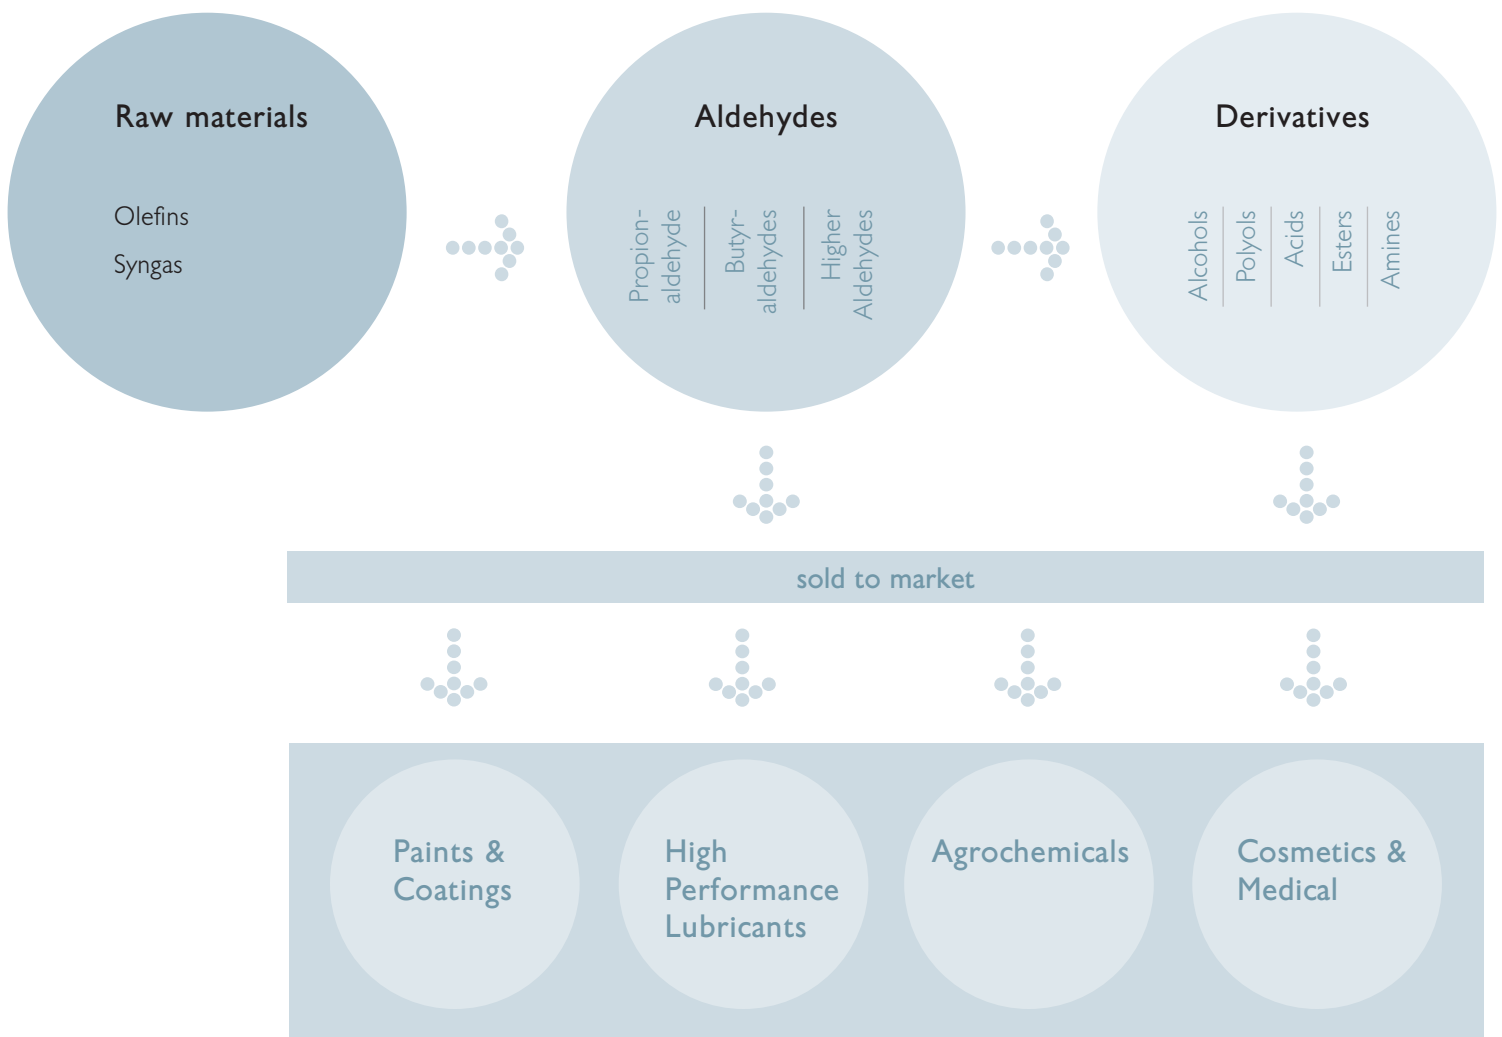 Raw materials
Olefins
Syngas
Aldehydes
Propion-
aldehyde
Butyr-
aldehydes
Higher
Aldehydes
Derivatives
Alcohols
Polyols
Acids
Esters
Amines
sold to market
Paints &
Coatings
High
Performance
Lubricants
Agrochemicals
Cosmetics &
Medical